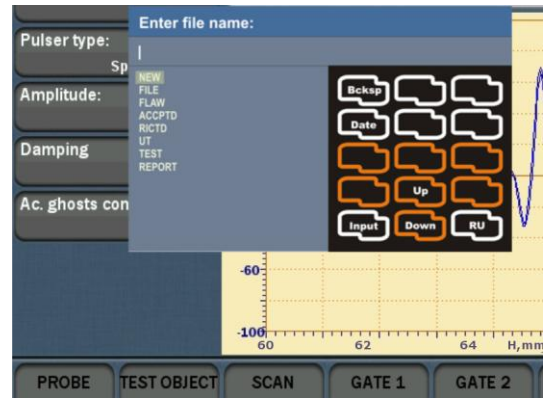 Enter file name:
Pulser type:
Sp
Amplitude:
Damping
Ac. ghosts con
NEW
FILE
FLAW
ACCPTD
RJCTD
UT
TEST
REPORT
Bcksp
Date
Up
Input Down RU
-60
-100
60 62 64 H,mm
PROBE TEST OBJECT SCAN GATE 1 GATE 2